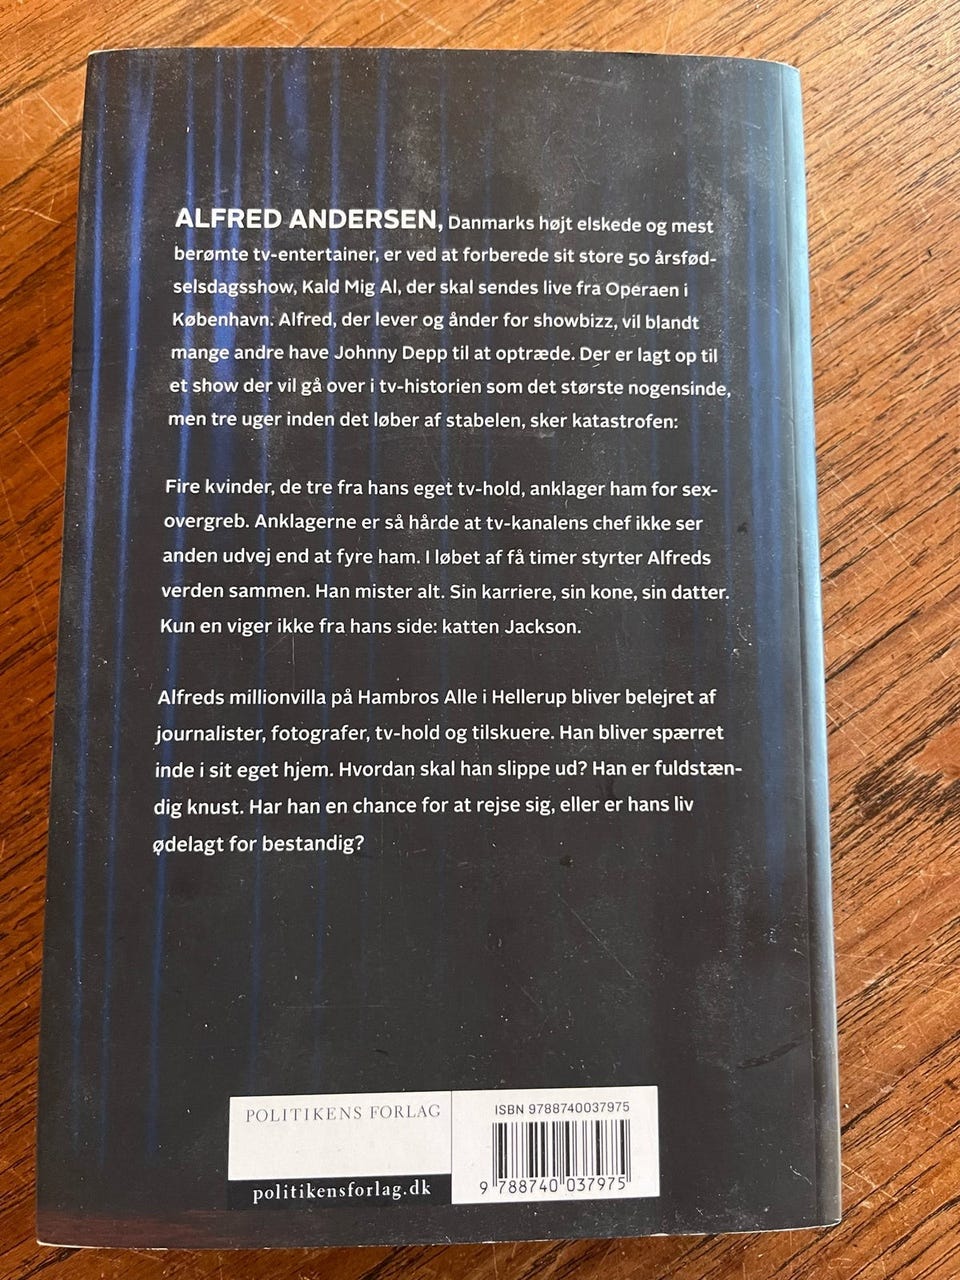 ALFRED ANDERSEN, Danmarks højt elskede og mest
berømte tv-entertainer, er ved at forberede sit store 50 årsfød-
selsdagsshow, Kald Mig Al, der skal sendes live fra Operaen i
København. Alfred, der lever og ånder for showbizz, vil blandt
mange andre have Johnny Depp til at optræde. Der er lagt op til
et show der vil gå over i tv-historien som det største nogensinde,
men tre uger inden det løber af stabelen, sker katastrofen:
Fire kvinder, de tre fra hans eget tv-hold, anklager ham for sex-
overgreb. Anklagerne er så hårde at tv-kanalens chef ikke ser
anden udvej end at fyre ham. I løbet af få timer styrter Alfreds
verden sammen. Han mister alt. Sin karriere, sin kone, sin datter.
Kun en viger ikke fra hans side: katten Jackson.
Alfreds millionvilla på Hambros Alle i Hellerup bliver belejret af
journalister, fotografer, tv-hold og tilskuere. Han bliver spærret
inde i sit eget hjem. Hvordan skal han slippe ud? Han er fuldstæn-
dig knust. Har han en chance for at rejse sig, eller er hans liv
ødelagt for bestandig?
POLITIKENS FORLAG
politikensforlag.dk
ISBN 9788740037975
9 788740 037975